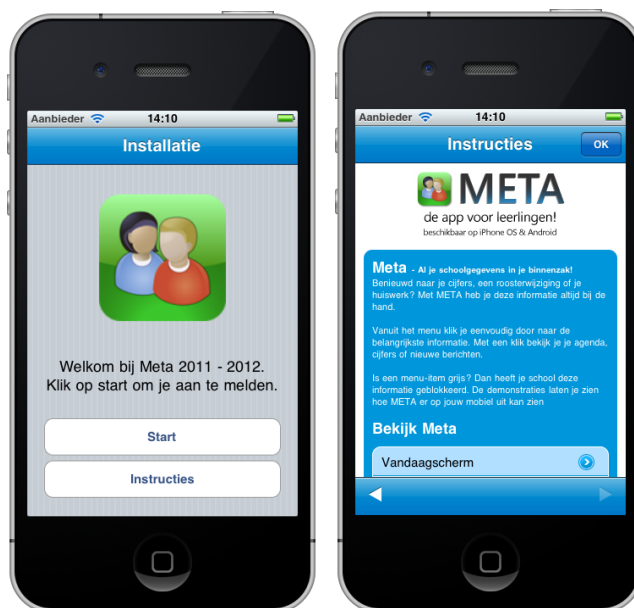 Aanbieder 14:10
Installatie
Welkom bij Meta 2011 - 2012.
Klik op start om je aan te melden.
Start
Instructies
Aanbieder 14:10
Instructies OK
META
de app voor leerlingen!
beschikbaar op iPhone OS & Android
Meta - Al je schoolgegevens in je binnenzak!
Benieuwd naar je cijfers, een roosterwijziging of je
huiswerk? Met META heb je deze informatie altijd bij de
hand.
Vanuit het menu klik je eenvoudig door naar de
belangrijkste informatie. Met een klik bekijk je je agenda,
cijfers of nieuwe berichten.
Is een menu-item grijs? Dan heeft je school deze
informatie geblokkeerd. De demonstraties laten je zien
hoe META er op jouw mobiel uit kan zien
Bekijk Meta
Vandaagscherm